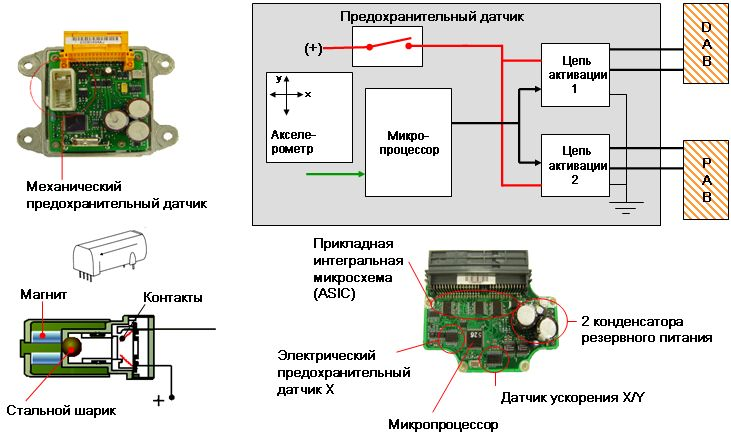 Предохранительный датчик
(+)
y
x
Акселе-
рометр
Микро-
процессор
Цепь
активации
1
Цепь
активации
2
D
A
B
P
A
B
Механический
предохранительный датчик
Магнит
Контакты
Стальной шарик
+
Прикладная
интегральная
микросхема
(ASIC)
2 конденсатора
резервного питания
Электрический
предохранительный
датчик X
Датчик ускорения X/Y
Микропроцессор